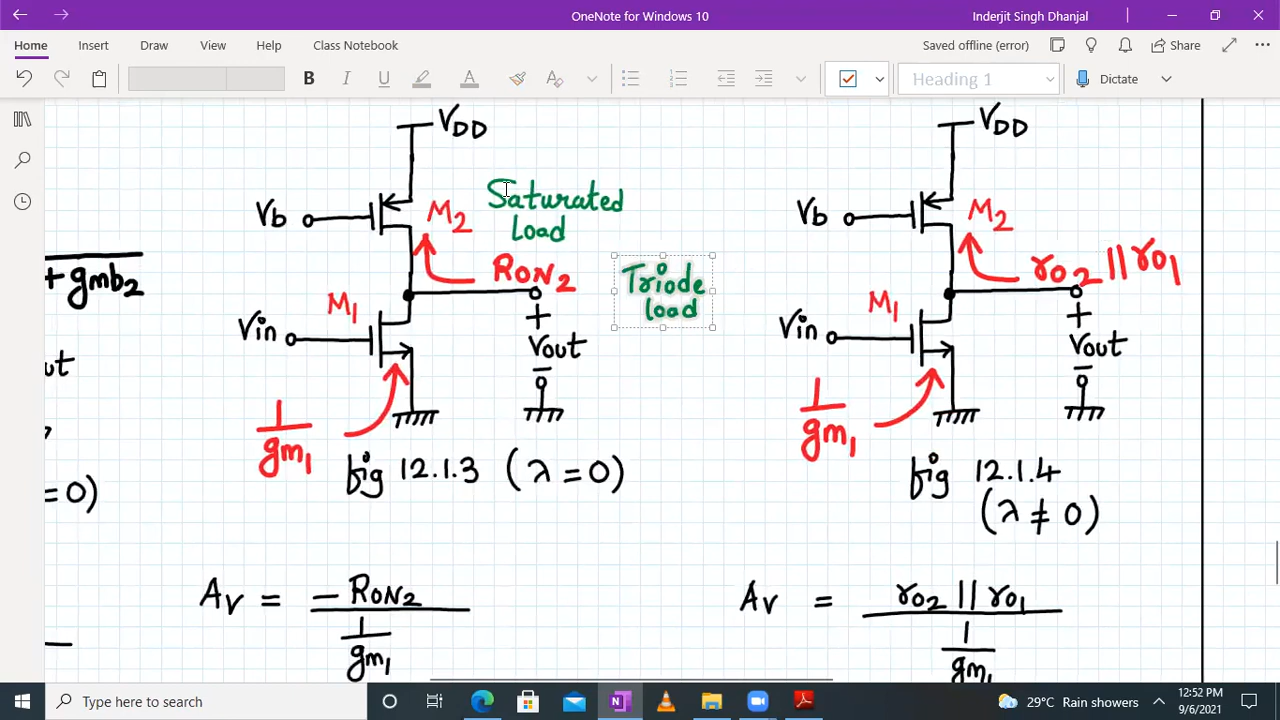 OneNote for Windows 10
Inderjit Singh Dhanjal
Home Insert Draw View Help Class Notebook
Saved offline (error) Share
B I U A Heading 1 Dictate
VDD
Vb
M2
Saturated
Load
RON2
Triode
load
M1
Vin
+
Vout
-
1
gm1
fig 12.1.3 (λ=0)
Av = -RON2
1
gm1
VDD
Vb
M2
ro2 || ro1
M1
Vin
+
Vout
-
1
gm1
fig 12.1.4
(λ ≠ 0)
Av = ro2 || ro1
1
gm1
+ gmb2
ut
= 0)
Type here to search
29°C Rain showers
12:52 PM
9/6/2021